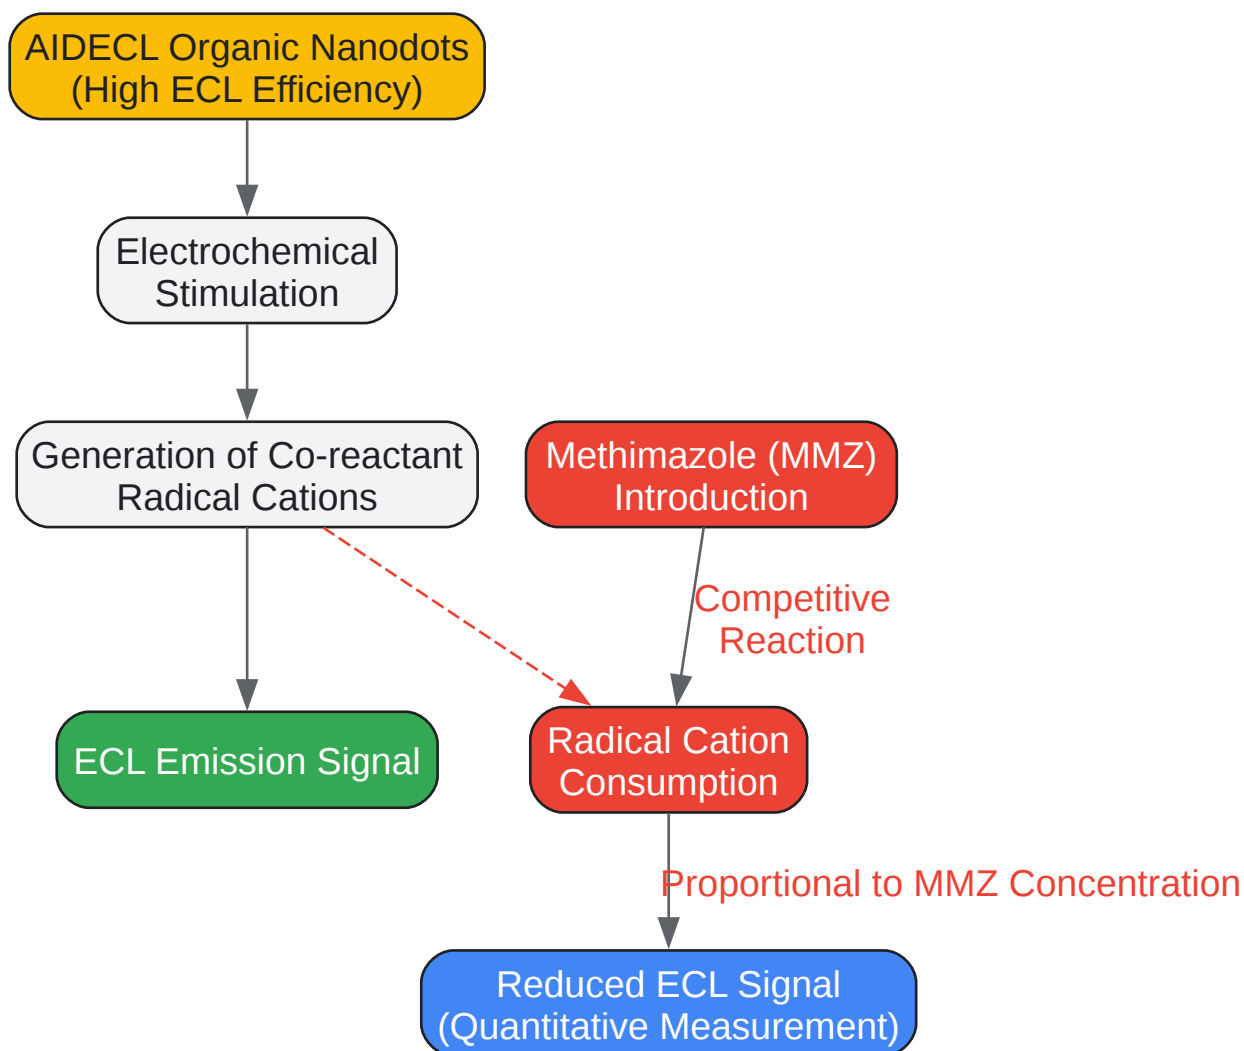 AIDECL Organic Nanodots
(High ECL Efficiency)
Electrochemical
Stimulation
Generation of Co-reactant
Radical Cations
Methimazole (MMZ)
Introduction
Competitive
Reaction
ECL Emission Signal
Radical Cation
Consumption
Proportional to MMZ Concentration
Reduced ECL Signal
(Quantitative Measurement)